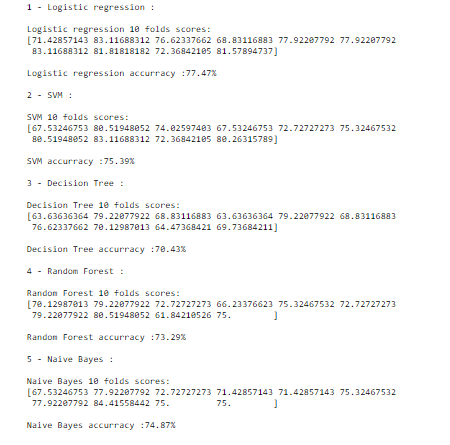 1 - Logistic regression :
Logistic regression 10 folds scores:
[71.42857143 83.11688312 76.62337662 68.83116883 77.92207792 77.92207792
83.11688312 81.81818182 72.36842105 81.57894737]
Logistic regression accurracy :77.47%
2 - SVM :
SVM 10 folds scores:
[67.53246753 80.51948052 74.02597403 67.53246753 72.72727273 75.32467532
80.51948052 83.11688312 72.36842105 80.26315789]
SVM accurracy :75.39%
3 - Decision Tree :
Decision Tree 10 folds scores:
[63.63636364 79.22077922 68.83116883 63.63636364 79.22077922 68.83116883
76.62337662 70.12987013 64.47368421 69.73684211]
Decision Tree accurracy :70.43%
4 - Random Forest :
Random Forest 10 folds scores:
[70.12987013 79.22077922 72.72727273 66.23376623 75.32467532 72.72727273
79.22077922 80.51948052 61.84210526 75. ]
Random Forest accurracy :73.29%
5 - Naive Bayes :
Naive Bayes 10 folds scores:
[67.53246753 77.92207792 72.72727273 71.42857143 71.42857143 75.32467532
77.92207792 84.41558442 75. 75. ]
Naive Bayes accurracy :74.87%